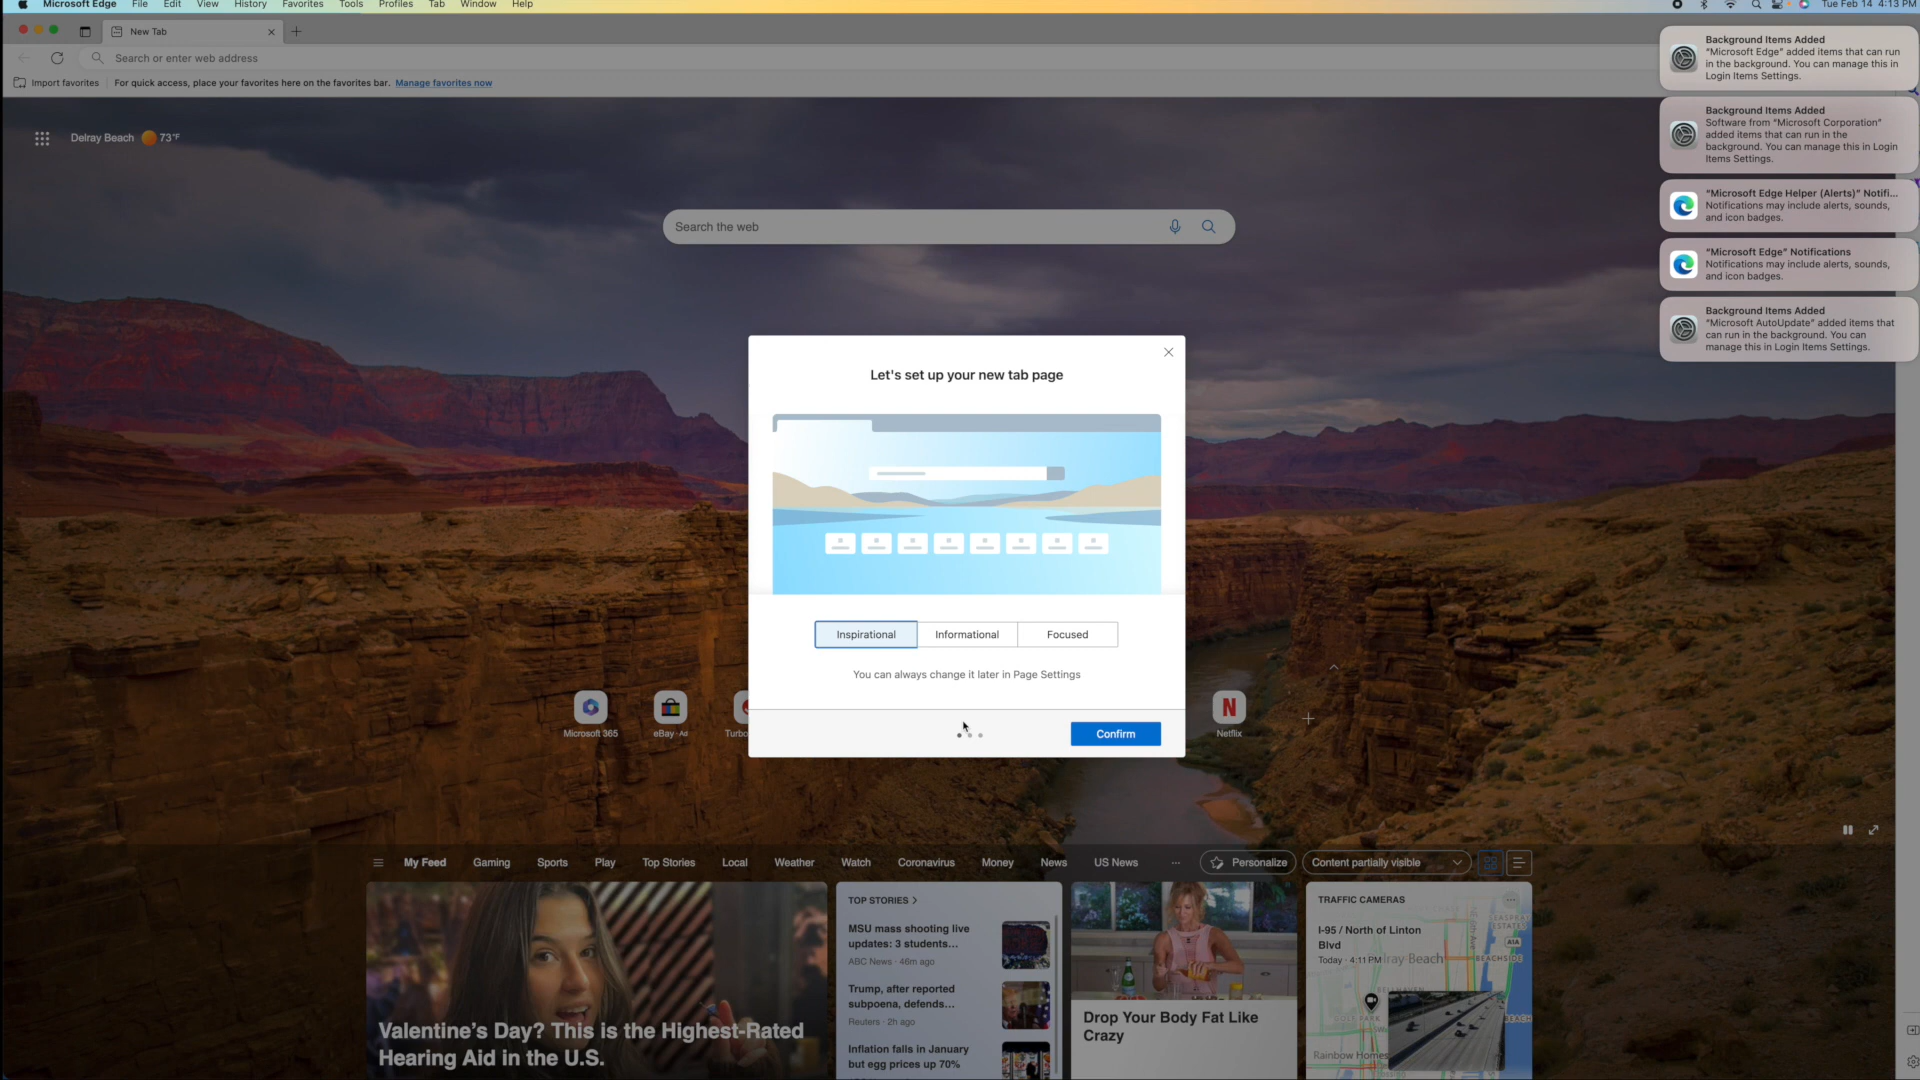 Microsoft Edge File Edit View History Favorites Tools Profiles Tab Window Help
Tue Feb 14 4:13 PM
New Tab
Search or enter web address
Import favorites
For quick access, place your favorites here on the favorites bar. Manage favorites now
Background Items Added
“Microsoft Edge” added items that can run
in the background. You can manage this in
Login Items Settings.
Background Items Added
Software from “Microsoft Corporation”
added items that can run in the
background. You can manage this in Login
Items Settings.
“Microsoft Edge Helper (Alerts)” Notifi...
Notifications may include alerts, sounds,
and icon badges.
“Microsoft Edge” Notifications
Notifications may include alerts, sounds,
and icon badges.
Background Items Added
“Microsoft AutoUpdate” added items that
can run in the background. You can
manage this in Login Items Settings.
Delray Beach 73°F
Search the web
Let's set up your new tab page
Inspirational Informational Focused
You can always change it later in Page Settings
Confirm
Microsoft 365
eBay · Ad
Turbo
N
Netflix
My Feed Gaming Sports Play Top Stories Local Weather Watch Coronavirus Money News US News ... Personalize Content partially visible
Valentine’s Day? This is the Highest-Rated
Hearing Aid in the U.S.
TOP STORIES >
MSU mass shooting live
updates: 3 students...
ABC News · 46m ago
Trump, after reported
subpoena, defends...
Reuters · 2h ago
Inflation falls in January
but egg prices up 70%
Drop Your Body Fat Like
Crazy
TRAFFIC CAMERAS
I-95 / North of Linton
Blvd
Today · 4:11 PM
lray Beach
A1A
BEACHSIDE
GOLF PARK
BEACH
Rainbow Homes